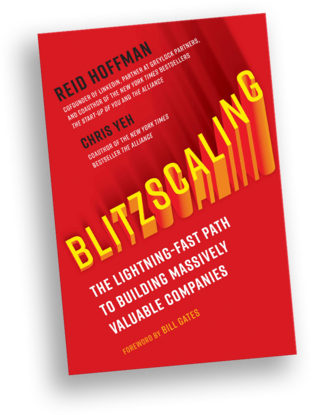 REID HOFFMAN
COFOUNDER OF LINKEDIN, PARTNER AT GREYLOCK PARTNERS,
AND COAUTHOR OF THE NEW YORK TIMES BESTSELLERS
THE START-UP OF YOU AND THE ALLIANCE
CHRIS YEH
COAUTHOR OF THE NEW YORK TIMES
BESTSELLER THE ALLIANCE
BLITZSCALING
THE LIGHTNING-FAST PATH
TO BUILDING MASSIVELY
VALUABLE COMPANIES
FOREWORD BY BILL GATES